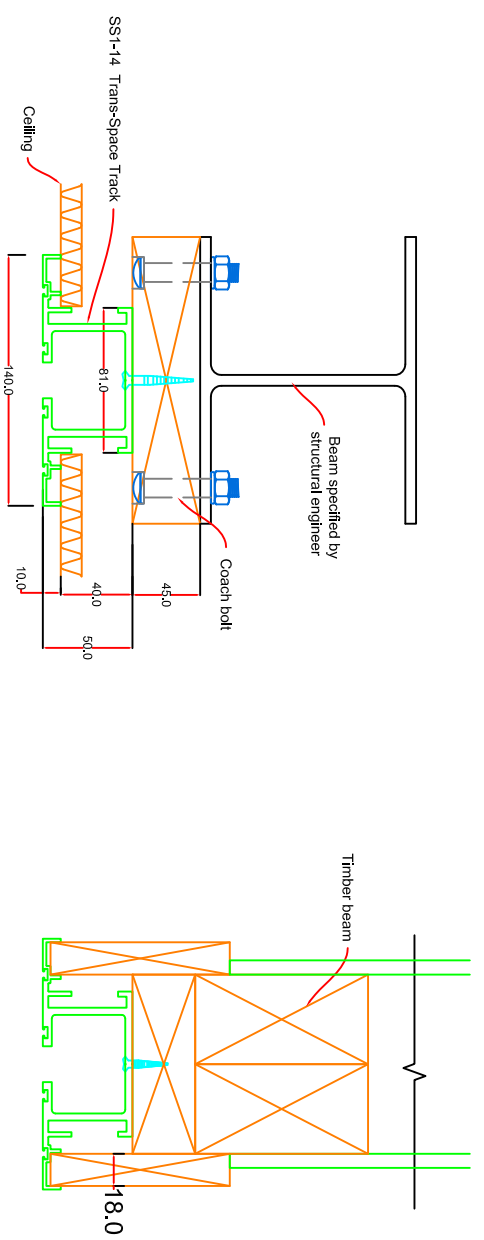 SS1-14 Trans-Space Track
Ceiling
Beam specified by
structural engineer
Coach bolt
81.0
140.0
10.0
40.0
45.0
50.0
Timber beam
18.0